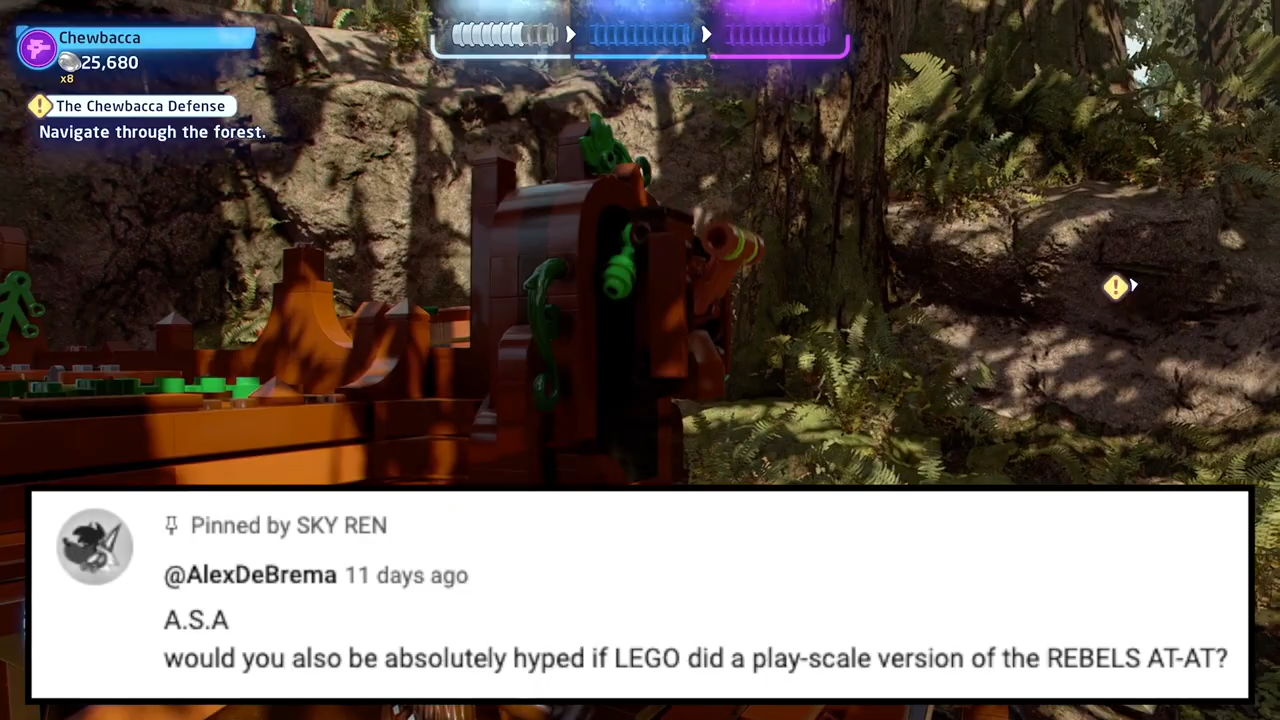 Chewbacca
25,680
x8
The Chewbacca Defense
Navigate through the forest.
Pinned by SKY REN
@AlexDeBrema 11 days ago
A.S.A
would you also be absolutely hyped if LEGO did a play-scale version of the REBELS AT-AT?